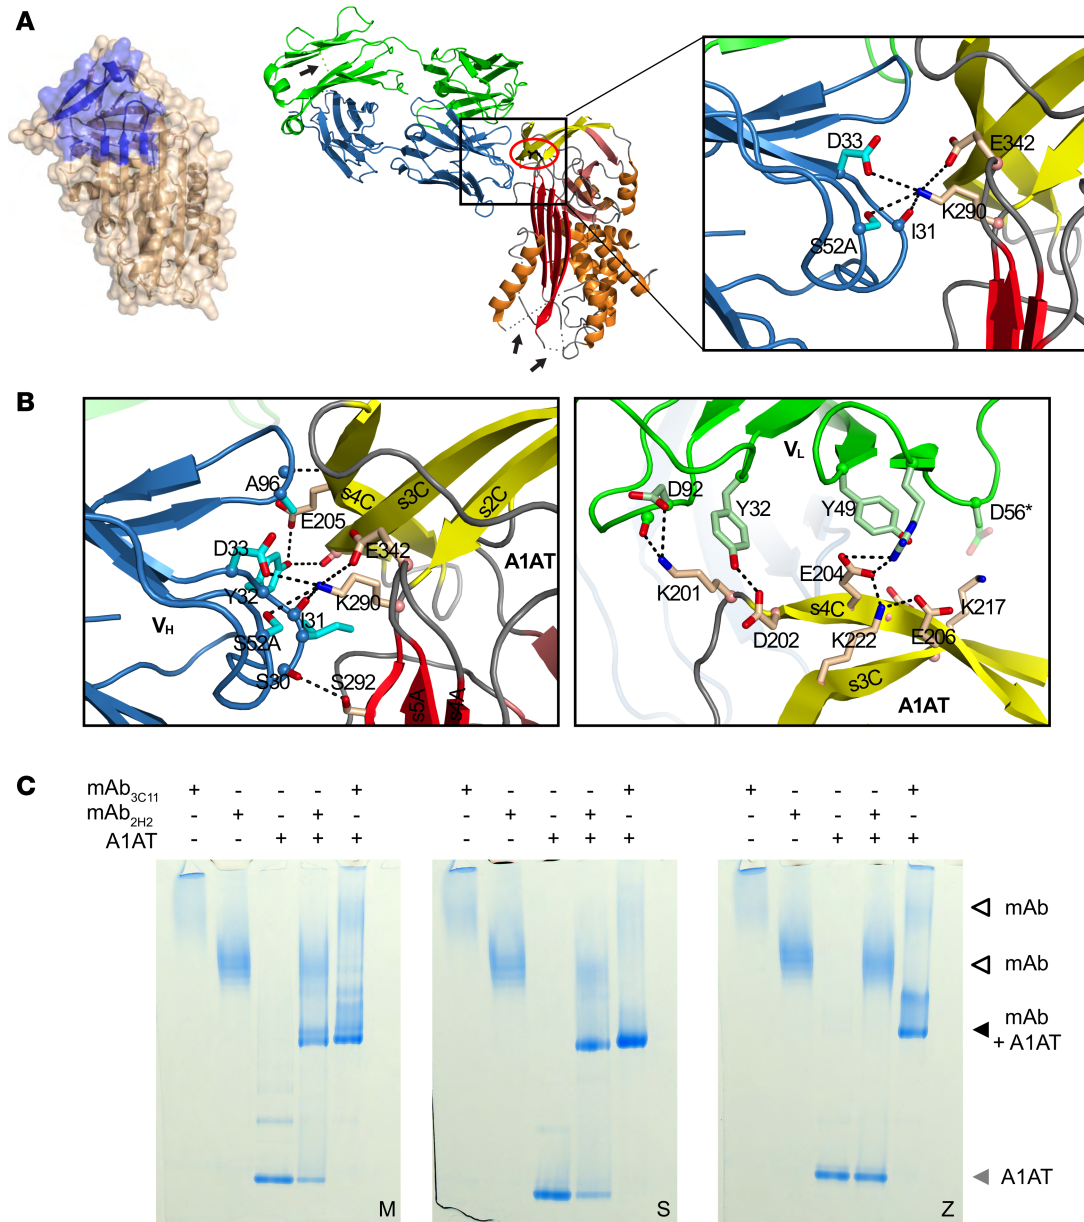 A
D33
E342
K290
S52A
I31
B
A96
s4C
s3C
s2C
E205
D33
E342
A1AT
Y32
K290
VH
I31
S52A
S30
S292
s5A
s4A
VL
D92
Y32
Y49
D56*
E204
K201
s4C
K217
D202
K222
E206
s3C
A1AT
C
mAb3C11 + - - - + + - - - + + - - - +
mAb2H2 - + - + - - + - + - - + - + -
A1AT - - + + + - - + + + - - + + +
mAb
mAb
mAb
+ A1AT
A1AT
M
S
Z